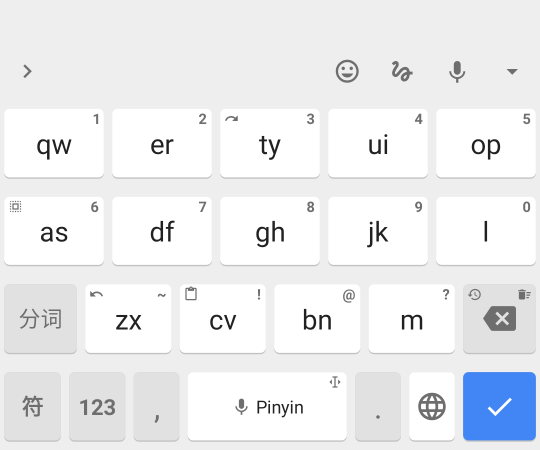 1 2 3 4 5
qw er ty ui op
6 7 8 9 0
as df gh jk l
~ ! @ ?
分词 zx cv bn m
符 123 , Pinyin .